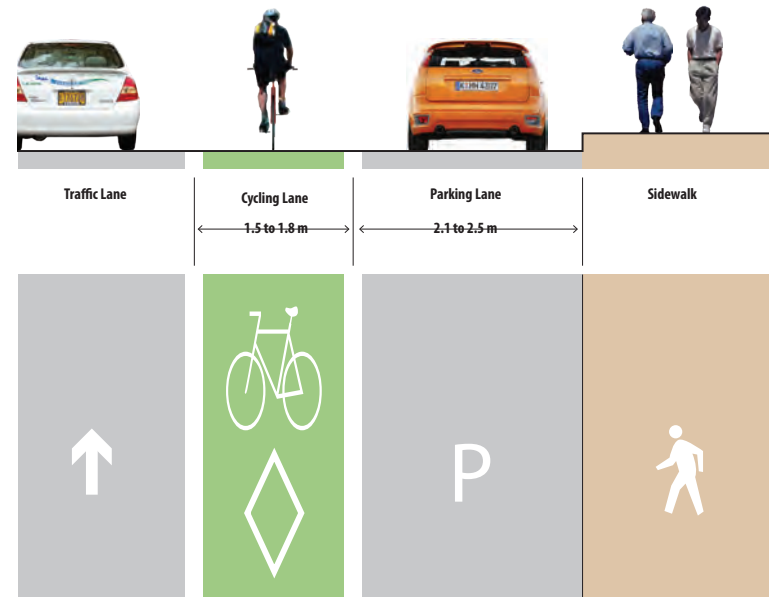 Traffic Lane
Cycling Lane
Parking Lane
Sidewalk
1.5 to 1.8 m
2.1 to 2.5 m
P